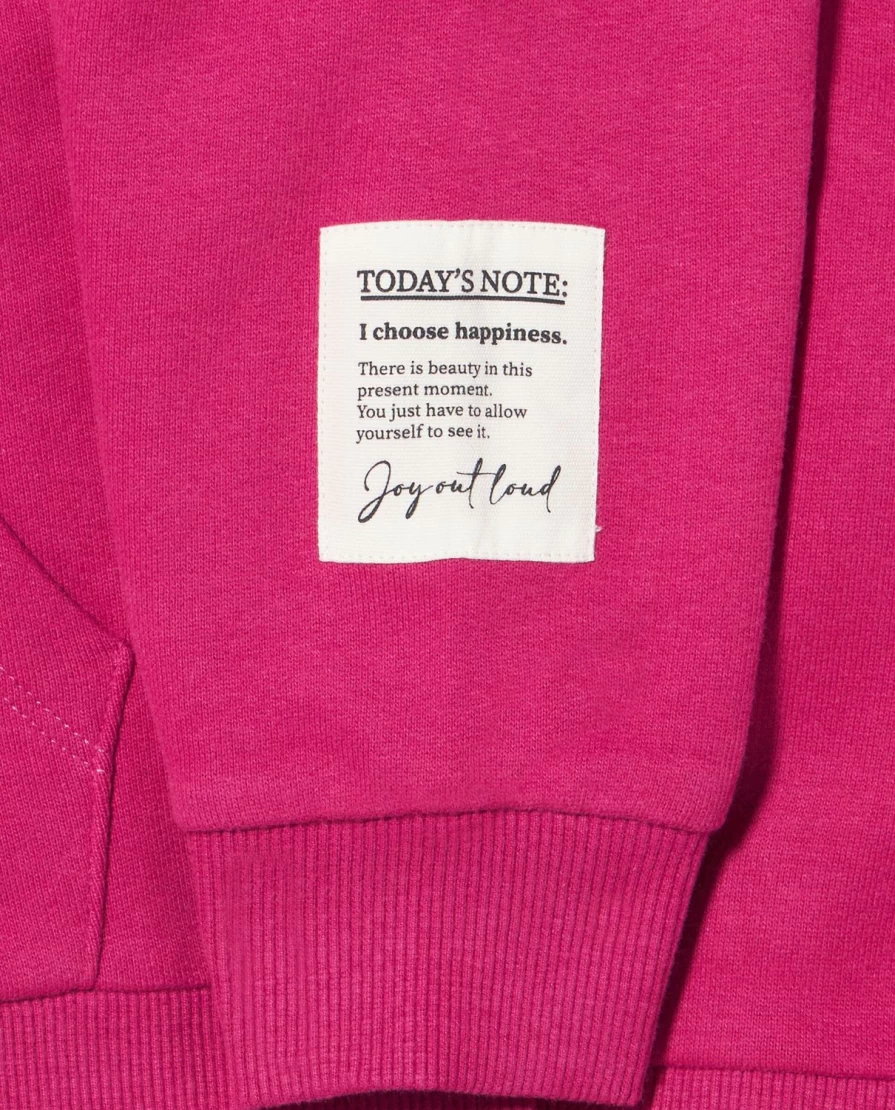 TODAY'S NOTE:
I choose happiness.
There is beauty in this
present moment.
You just have to allow
yourself to see it.
Joy out loud